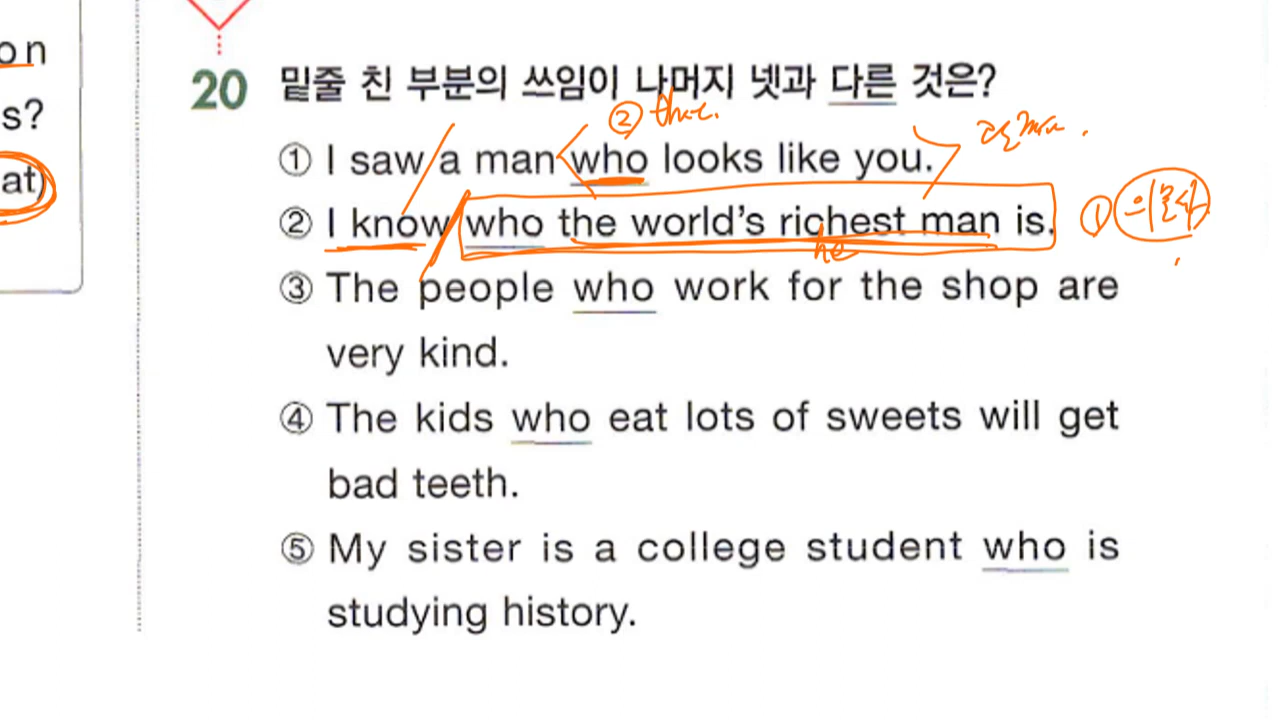 on
s?
at)
20 밑줄 친 부분의 쓰임이 나머지 넷과 다른 것은?
② that.
① I saw a man who looks like you.
② I know who the world's richest man is.
① 의문사
he
③ The people who work for the shop are
very kind.
④ The kids who eat lots of sweets will get
bad teeth.
⑤ My sister is a college student who is
studying history.